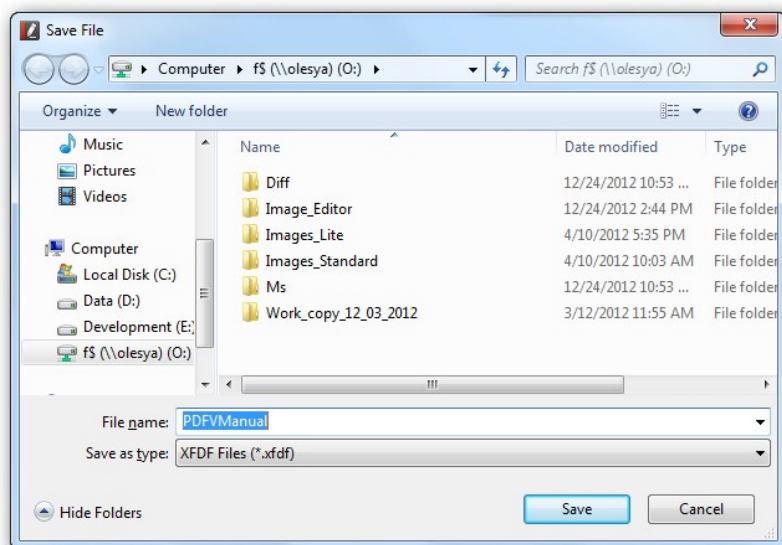 Save File
Computer f$ (\\olesya) (O:) Search f$ (\\olesya) (O:)
Organize New folder
Music
Pictures
Videos
Computer
Local Disk (C:)
Data (D:)
Development (E:)
f$ (\\olesya) (O:)
Name Date modified Type
Diff 12/24/2012 10:53 ... File folder
Image_Editor 12/24/2012 2:44 PM File folder
Images_Lite 4/10/2012 5:35 PM File folder
Images_Standard 4/10/2012 10:03 AM File folder
Ms 12/24/2012 10:53 ... File folder
Work_copy_12_03_2012 3/12/2012 11:55 AM File folder
File name: PDFVManual
Save as type: XFDF Files (*.xfdf)
Hide Folders Save Cancel